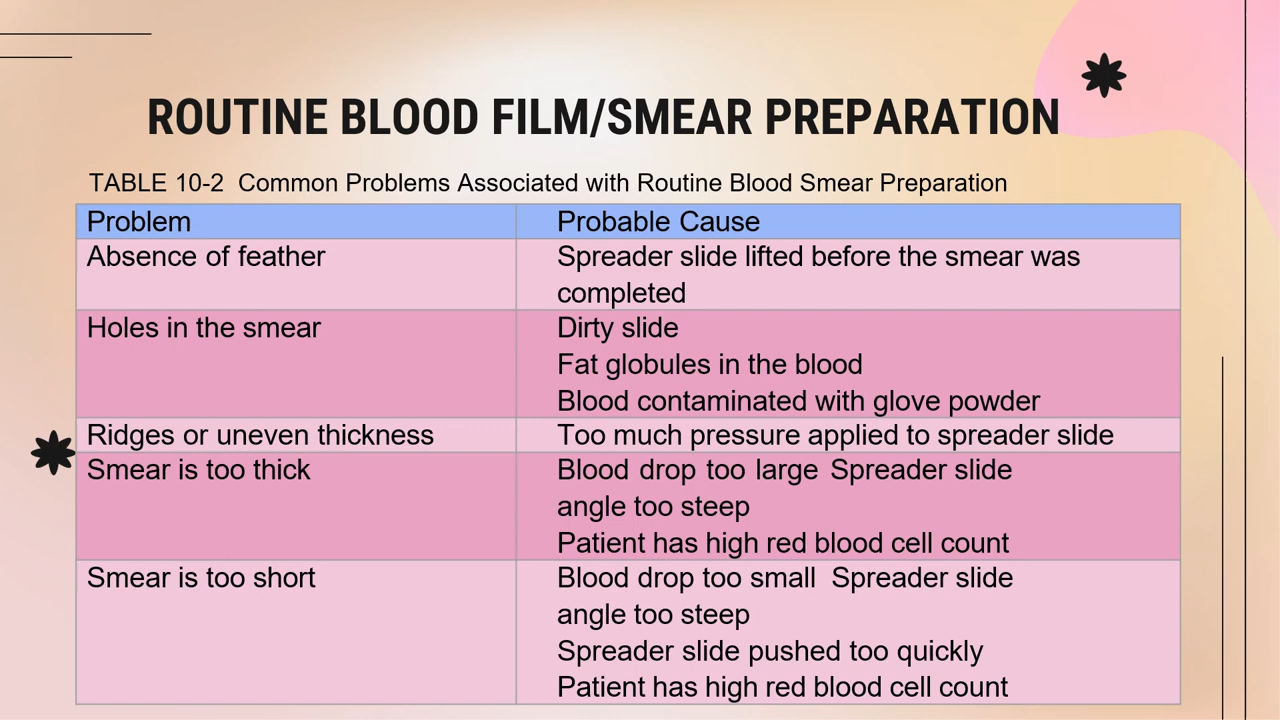 ROUTINE BLOOD FILM/SMEAR PREPARATION
TABLE 10-2 Common Problems Associated with Routine Blood Smear Preparation
Problem Probable Cause
Absence of feather Spreader slide lifted before the smear was
completed
Holes in the smear Dirty slide
Fat globules in the blood
Blood contaminated with glove powder
Ridges or uneven thickness Too much pressure applied to spreader slide
Smear is too thick Blood drop too large Spreader slide
angle too steep
Patient has high red blood cell count
Smear is too short Blood drop too small Spreader slide
angle too steep
Spreader slide pushed too quickly
Patient has high red blood cell count